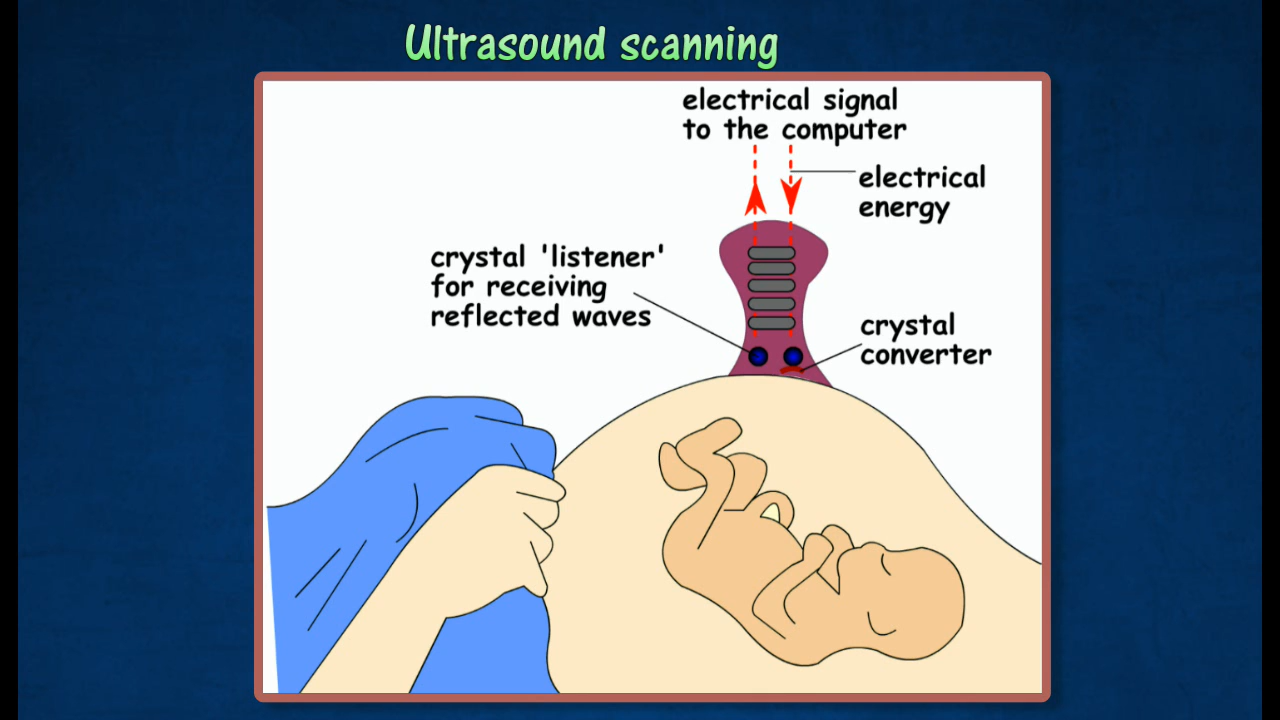 Ultrasound scanning
electrical signal
to the computer
electrical
energy
crystal 'listener'
for receiving
reflected waves
crystal
converter